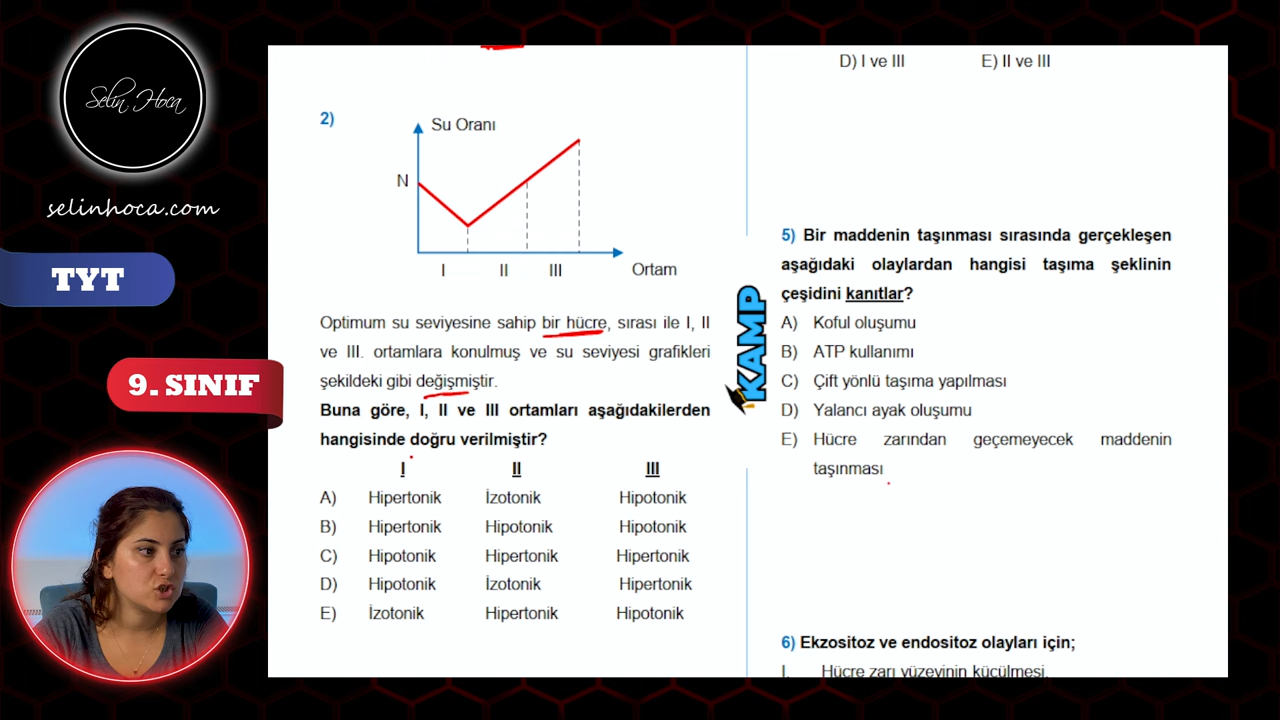 Selin Hoca
selinhoca.com
TYT
9. SINIF
2)
Su Oranı
N
I II III
Ortam
Optimum su seviyesine sahip bir hücre, sırası ile I, II
ve III. ortamlara konulmuş ve su seviyesi grafikleri
şekildeki gibi değişmiştir.
Buna göre, I, II ve III ortamları aşağıdakilerden
hangisinde doğru verilmiştir?
I II III
A) Hipertonik İzotonik Hipotonik
B) Hipertonik Hipotonik Hipotonik
C) Hipotonik Hipertonik Hipertonik
D) Hipotonik İzotonik Hipertonik
E) İzotonik Hipertonik Hipotonik
KAMP
D) I ve III E) II ve III
5) Bir maddenin taşınması sırasında gerçekleşen
aşağıdaki olaylardan hangisi taşıma şeklinin
çeşidini kanıtlar?
A) Koful oluşumu
B) ATP kullanımı
C) Çift yönlü taşıma yapılması
D) Yalancı ayak oluşumu
E) Hücre zarından geçemeyecek maddenin
taşınması
6) Ekzositoz ve endositoz olayları için;
I. Hücre zarı yüzeyinin küçülmesi,